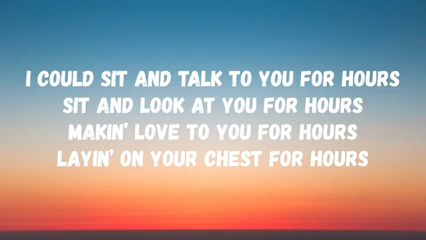 I COULD SIT AND TALK TO YOU FOR HOURS
SIT AND LOOK AT YOU FOR HOURS
MAKIN' LOVE TO YOU FOR HOURS
LAYIN' ON YOUR CHEST FOR HOURS